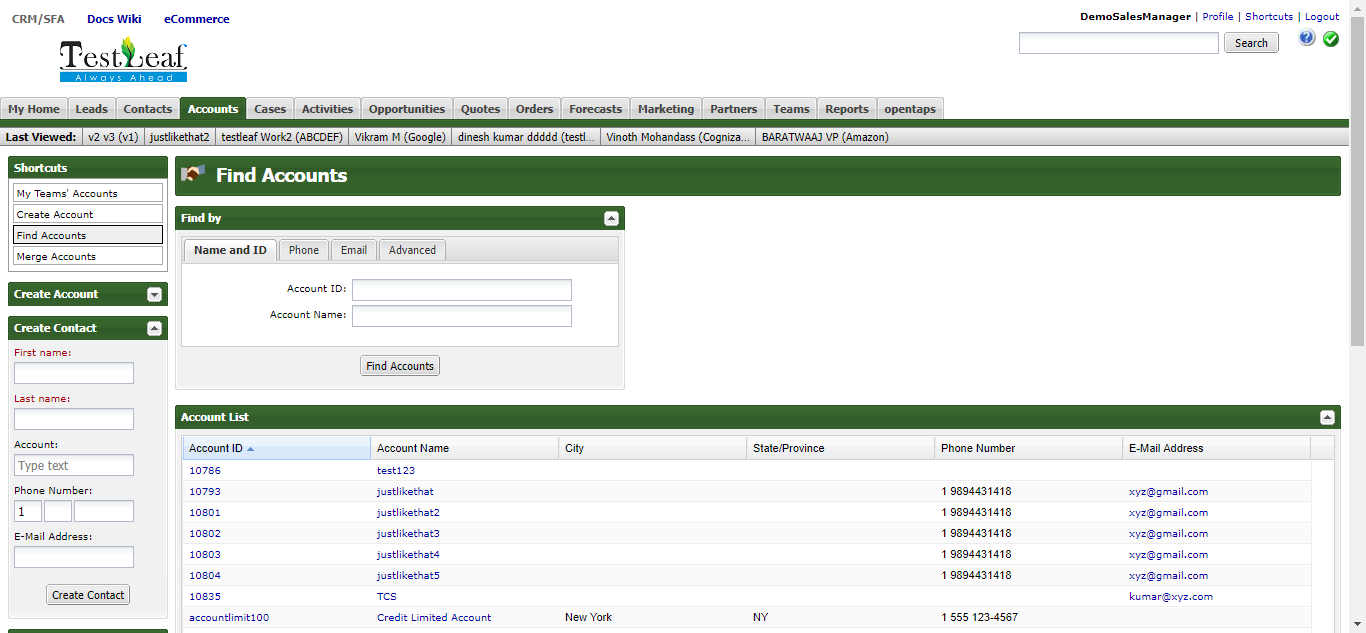 CRM/SFA Docs Wiki eCommerce
DemoSalesManager | Profile | Shortcuts | Logout
Search
TestLeaf
Always Ahead
My Home Leads Contacts Accounts Cases Activities Opportunities Quotes Orders Forecasts Marketing Partners Teams Reports opentaps
Last Viewed: v2 v3 (v1) justlikethat2 testleaf Work2 (ABCDEF) Vikram M (Google) dinesh kumar ddddd (testl... Vinoth Mohandass (Cogniza... BARATWAAJ VP (Amazon)
Shortcuts
My Teams' Accounts
Create Account
Find Accounts
Merge Accounts
Create Account
Create Contact
First name:
Last name:
Account:
Type text
Phone Number:
1
E-Mail Address:
Create Contact
Find Accounts
Find by
Name and ID Phone Email Advanced
Account ID:
Account Name:
Find Accounts
Account List
Account ID Account Name City State/Province Phone Number E-Mail Address
10786 test123
10793 justlikethat 1 9894431418 xyz@gmail.com
10801 justlikethat2 1 9894431418 xyz@gmail.com
10802 justlikethat3 1 9894431418 xyz@gmail.com
10803 justlikethat4 1 9894431418 xyz@gmail.com
10804 justlikethat5 1 9894431418 xyz@gmail.com
10835 TCS kumar@xyz.com
accountlimit100 Credit Limited Account New York NY 1 555 123-4567